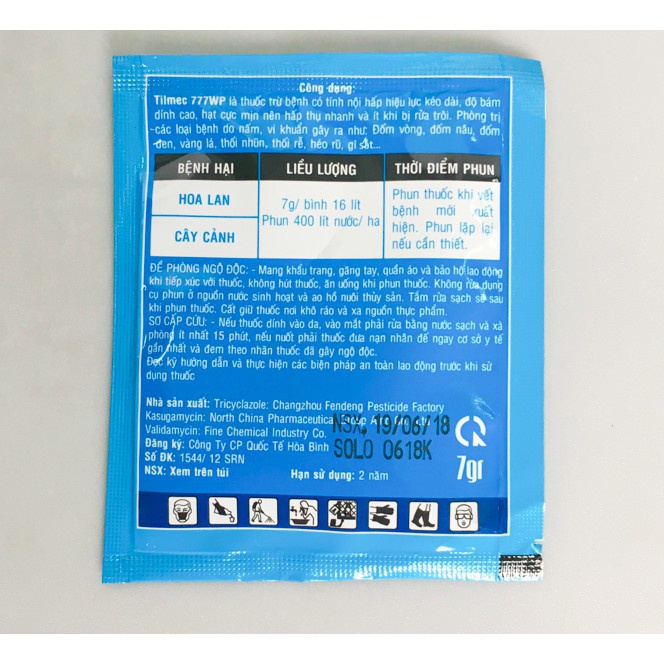 Công dụng:
Tilmec 777WP là thuốc trừ bệnh có tính nội hấp hiệu lực kéo dài, độ bám
dính cao, hạt cực mịn nên hấp thụ nhanh và ít khi bị rửa trôi. Phòng trị
các loại bệnh do nấm, vi khuẩn gây ra như: Đốm vòng, đốm nâu, đốm
đen, vàng lá, thối nhũn, thối rễ, héo rũ, gỉ sắt...
BỆNH HẠI LIỀU LƯỢNG THỜI ĐIỂM PHUN
HOA LAN
CÂY CẢNH
7g/ bình 16 lít
Phun 400 lít nước/ ha
Phun thuốc khi vết
bệnh mới xuất
hiện. Phun lặp lại
nếu cần thiết.
ĐỀ PHÒNG NGỘ ĐỘC: - Mang khẩu trang, găng tay, quần áo và bảo hộ lao động
khi tiếp xúc với thuốc, không hút thuốc, ăn uống khi phun thuốc. Không rửa dụng
cụ phun ở nguồn nước sinh hoạt và ao hồ nuôi thủy sản. Tắm rửa sạch sẽ sau
khi phun thuốc. Cất giữ thuốc nơi khô ráo và xa nguồn thực phẩm.
SƠ CẤP CỨU: - Nếu thuốc dính vào da, vào mắt phải rửa bằng nước sạch và xà
phòng ít nhất 15 phút, nếu nuốt phải thuốc đưa nạn nhân đế ngay cơ sở y tế
gần nhất và đem theo nhãn thuốc đã gây ngộ độc.
Đọc kỹ hướng dẫn và thực hiện các biện pháp an toàn lao động trước khi sử
dụng thuốc
Nhà sản xuất: Tricyclazole: Changzhou Fendeng Pesticide Factory
Kasugamycin: North China Pharmaceutical Group
Validamycin: Fine Chemical Industry Co.
Đăng ký: Công Ty CP Quốc Tế Hòa Bình
Số ĐK: 1544/ 12 SRN
NSX: Xem trên túi
Hạn sử dụng: 2 năm
NSX. 19/06/18
SOLO 0618K
7gr